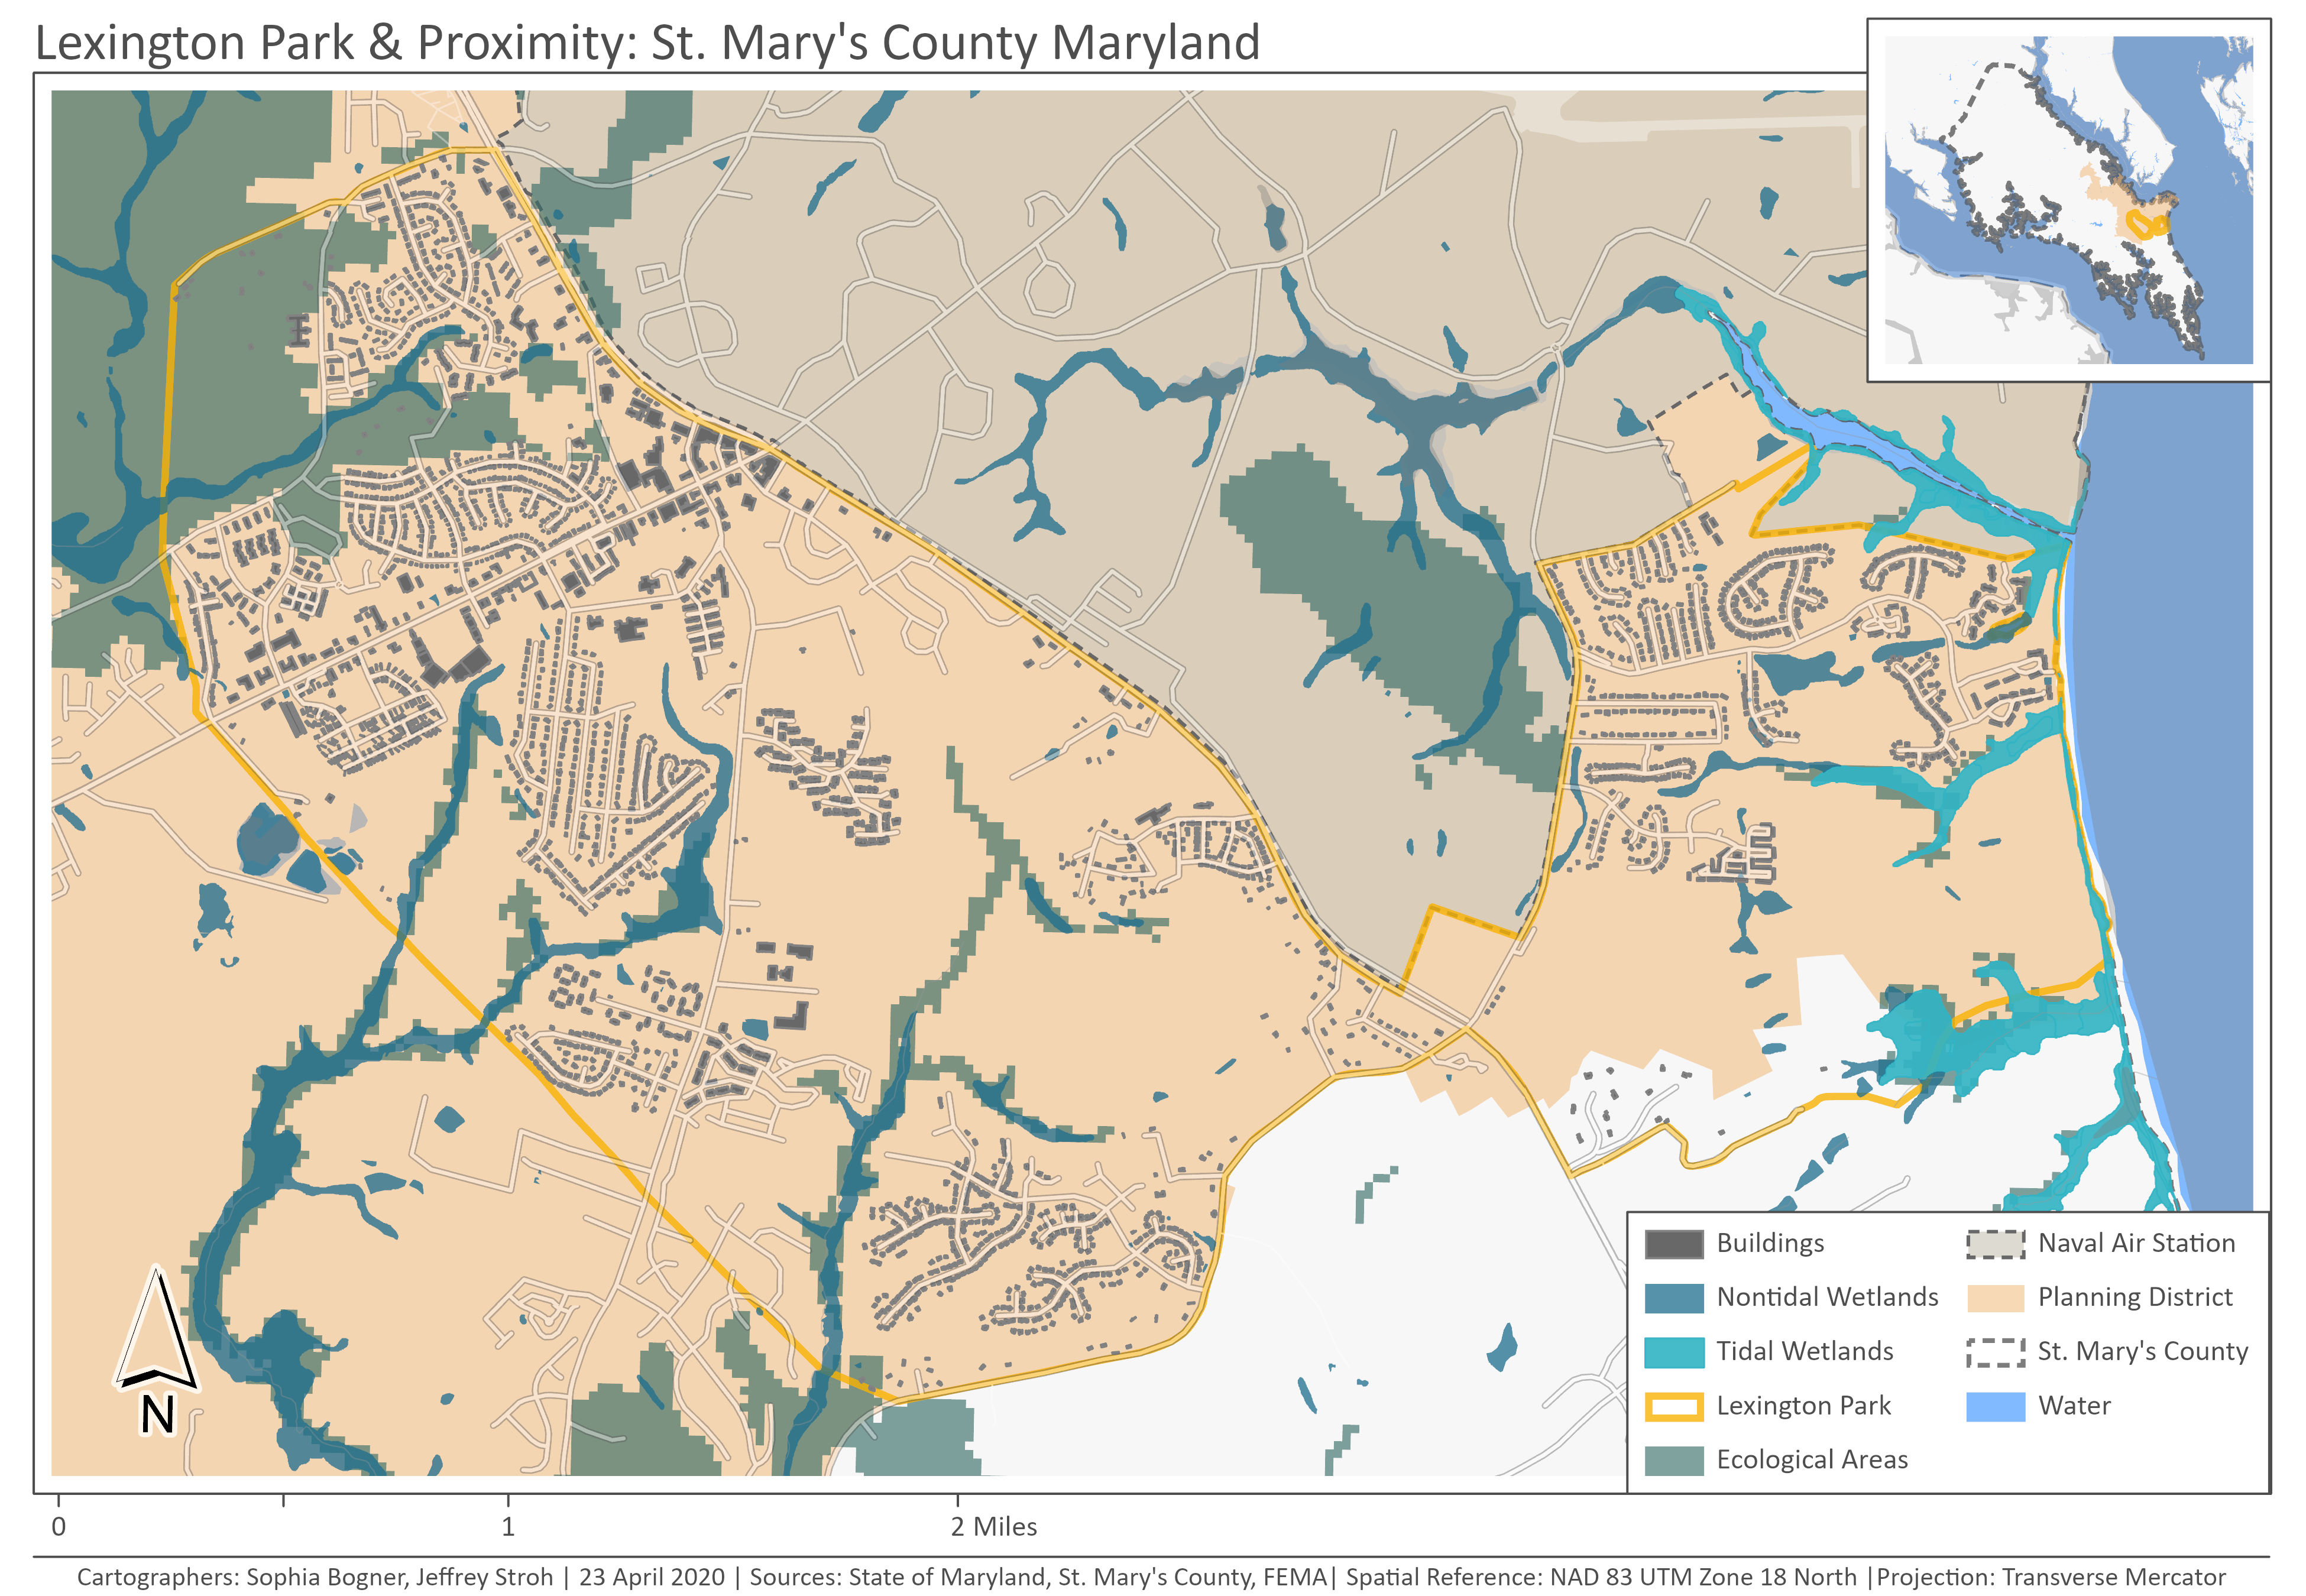 Lexington Park & Proximity: St. Mary's County Maryland
Buildings
Nontidal Wetlands
Tidal Wetlands
Lexington Park
Ecological Areas
Naval Air Station
Planning District
St. Mary's County
Water
N
0 1 2 Miles
Cartographers: Sophia Bogner, Jeffrey Stroh | 23 April 2020 | Sources: State of Maryland, St. Mary's County, FEMA| Spatial Reference: NAD 83 UTM Zone 18 North |Projection: Transverse Mercator